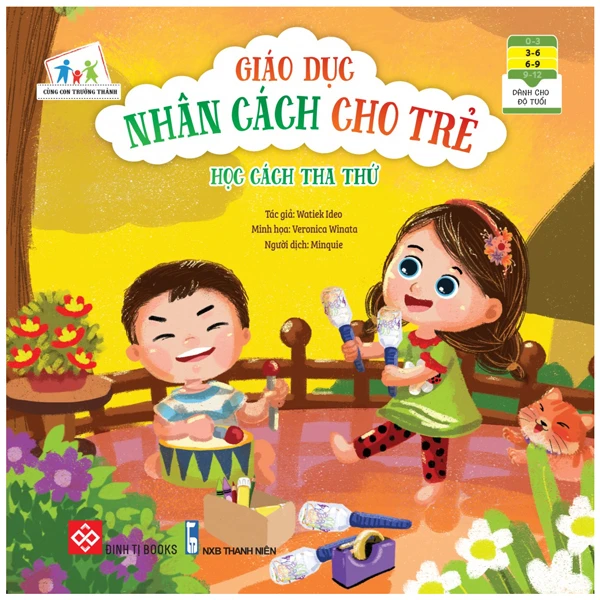 CÙNG CON TRƯỞNG THÀNH
GIÁO DỤC
NHÂN CÁCH CHO TRẺ
HỌC CÁCH THA THỨ
0-3
3-6
6-9
9-12
DÀNH CHO
ĐỘ TUỔI
Tác giả: Watiek Ideo
Minh họa: Veronica Winata
Người dịch: Minquie
ĐINH TỊ BOOKS
NXB THANH NIÊN